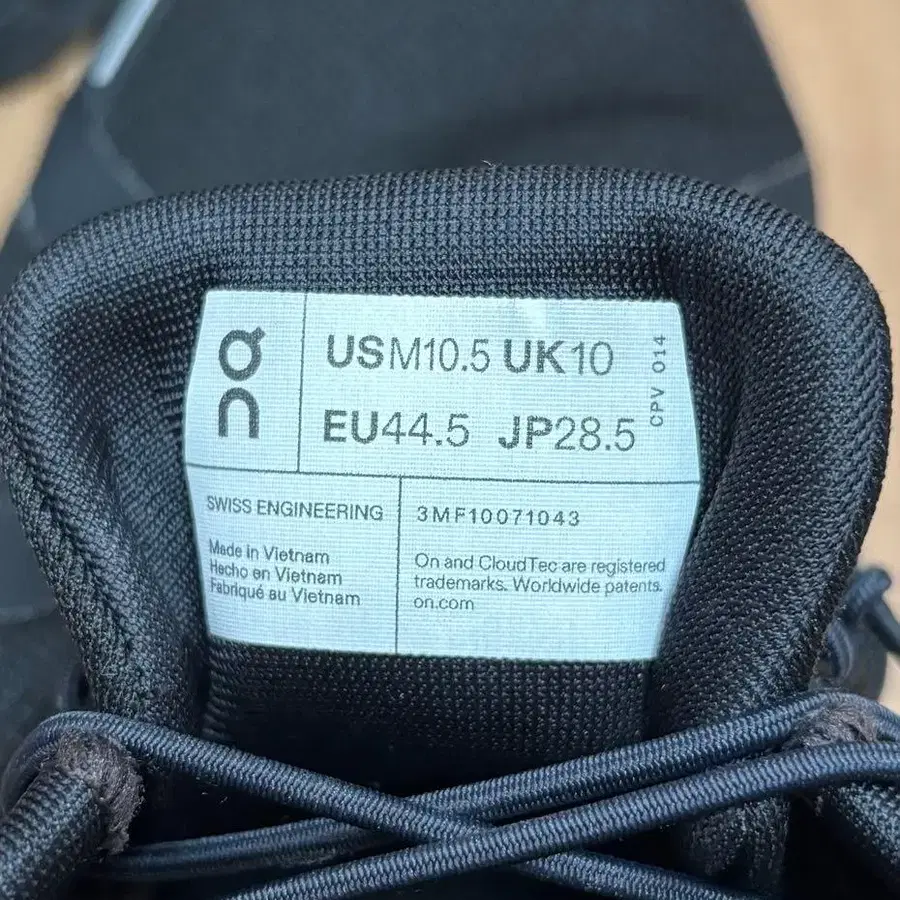 On
USM10.5 UK10
EU44.5 JP28.5
CPV 014
SWISS ENGINEERING
Made in Vietnam
Hecho en Vietnam
Fabriqué au Vietnam
3MF10071043
On and CloudTec are registered
trademarks. Worldwide patents.
on.com